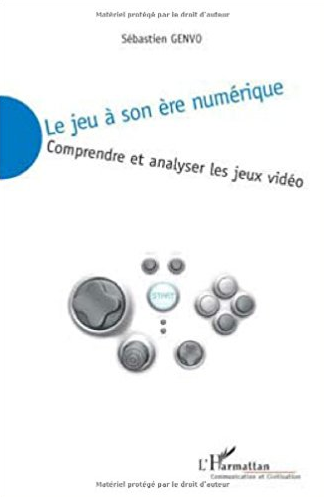 Matériel protégé par le droit d'auteur
Sébastien GENVO
Le jeu à son ère numérique
Comprendre et analyser les jeux vidéo
START
L'Harmattan
Communication et Civilisation
Matériel protégé par le droit d'auteur